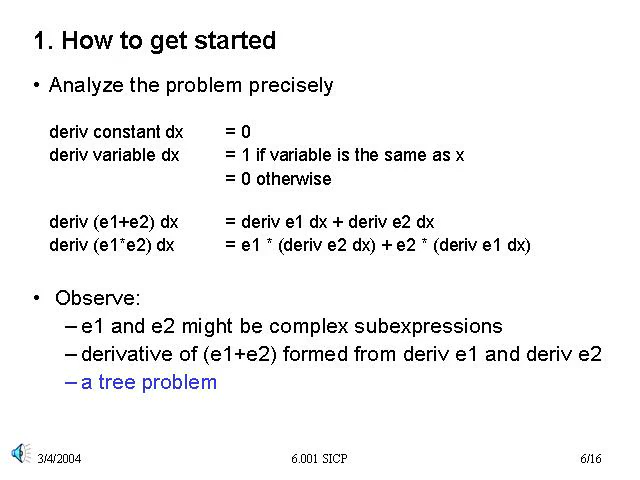 1. How to get started
• Analyze the problem precisely
deriv constant dx = 0
deriv variable dx = 1 if variable is the same as x
= 0 otherwise
deriv (e1+e2) dx = deriv e1 dx + deriv e2 dx
deriv (e1*e2) dx = e1 * (deriv e2 dx) + e2 * (deriv e1 dx)
• Observe:
– e1 and e2 might be complex subexpressions
– derivative of (e1+e2) formed from deriv e1 and deriv e2
– a tree problem
3/4/2004 6.001 SICP 6/16